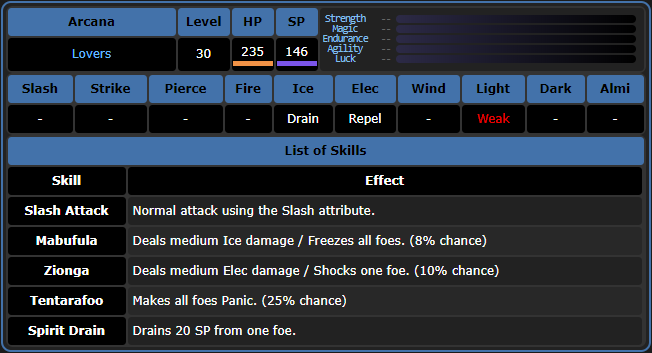 Arcana Level HP SP
Lovers 30 235 146
Strength --
Magic --
Endurance --
Agility --
Luck --
Slash Strike Pierce Fire Ice Elec Wind Light Dark Almi
- - - - Drain Repel - Weak - -
List of Skills
Skill Effect
Slash Attack Normal attack using the Slash attribute.
Mabufula Deals medium Ice damage / Freezes all foes. (8% chance)
Zionga Deals medium Elec damage / Shocks one foe. (10% chance)
Tentarafoo Makes all foes Panic. (25% chance)
Spirit Drain Drains 20 SP from one foe.